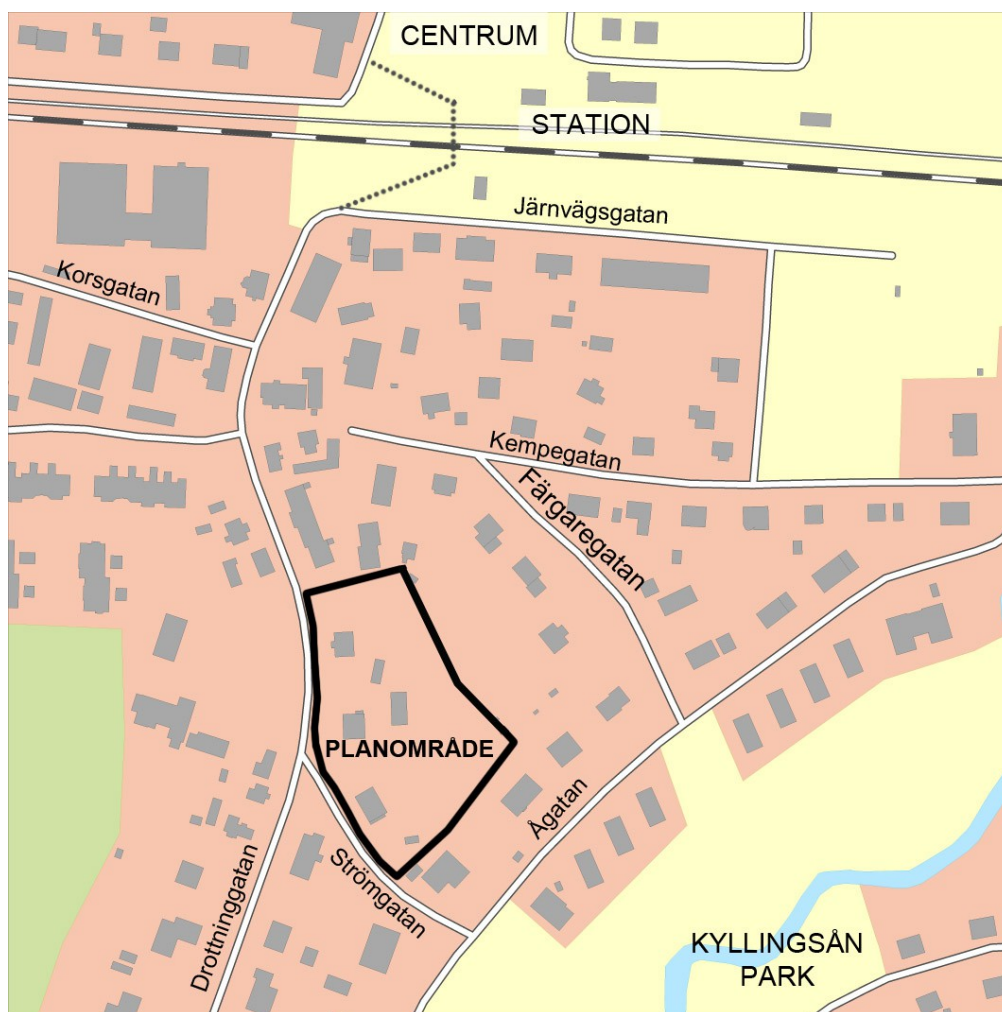 CENTRUM
STATION
Järnvägsgatan
Korsgatan
Kempegatan
Färgaregatan
PLANOMRÅDE
Ågatan
Strömgatan
Drottninggatan
KYLLINGSÅN
PARK